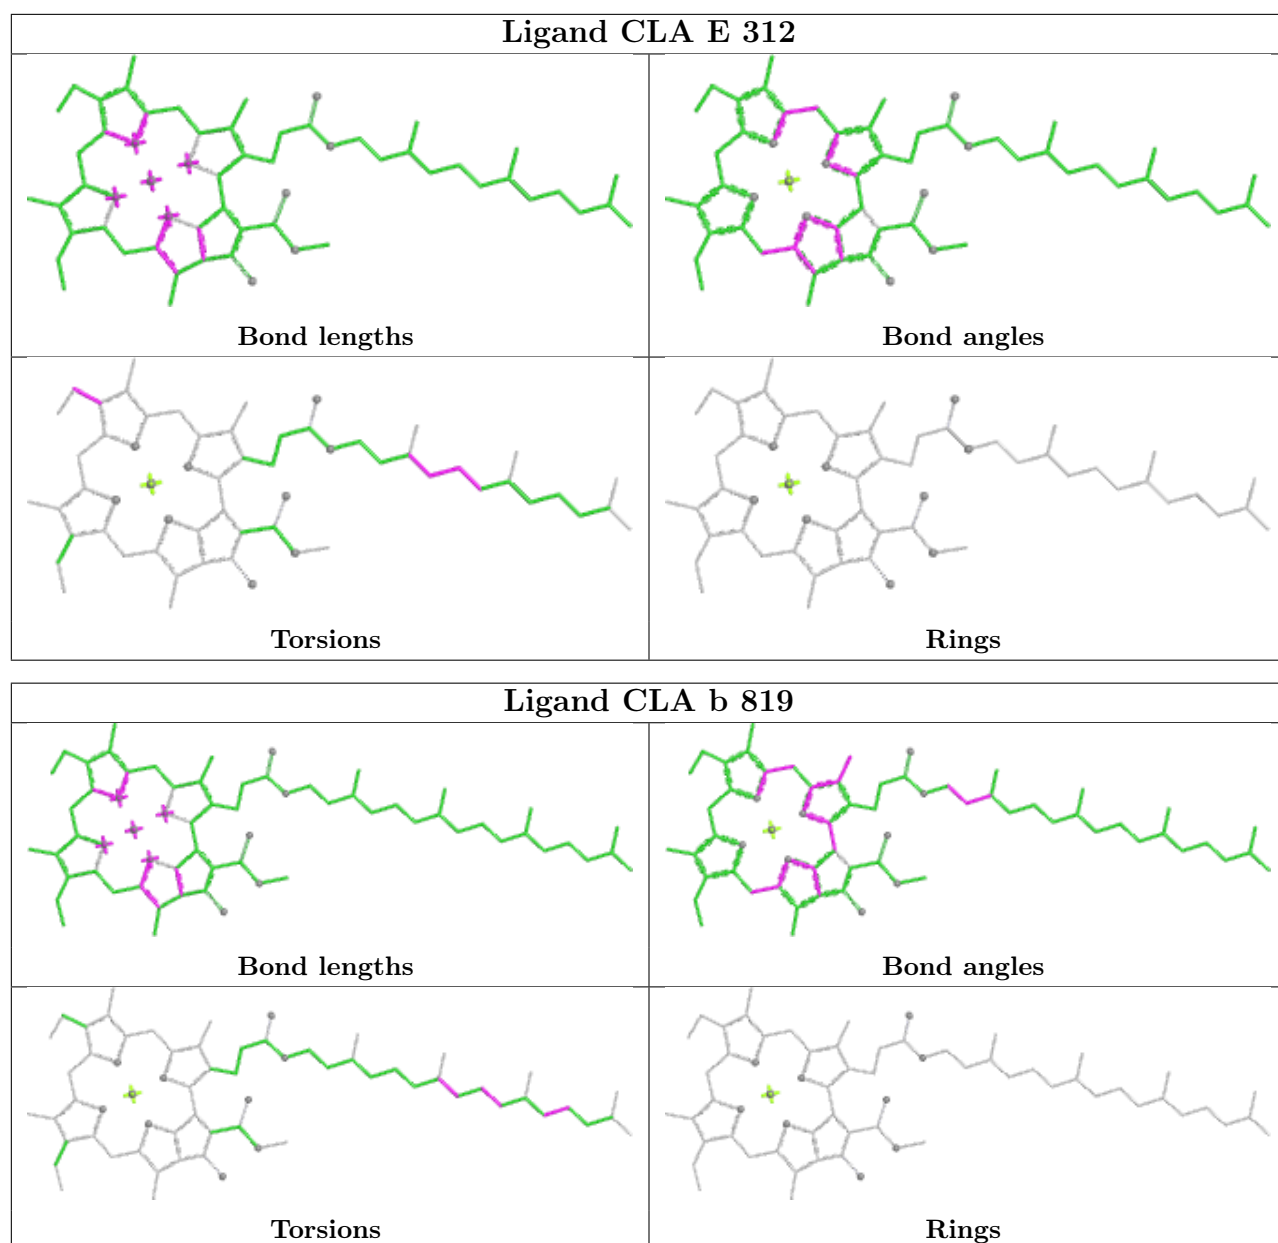 Ligand CLA E 312
Bond lengths
Bond angles
Torsions
Rings
Ligand CLA b 819
Bond lengths
Bond angles
Torsions
Rings